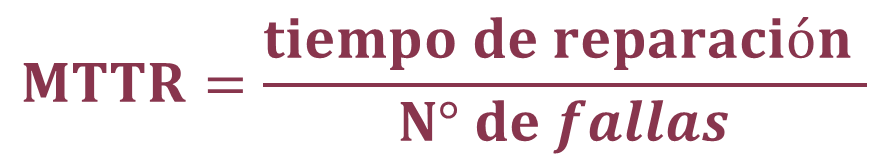 MTTR = tiempo de reparación
N° de fallas